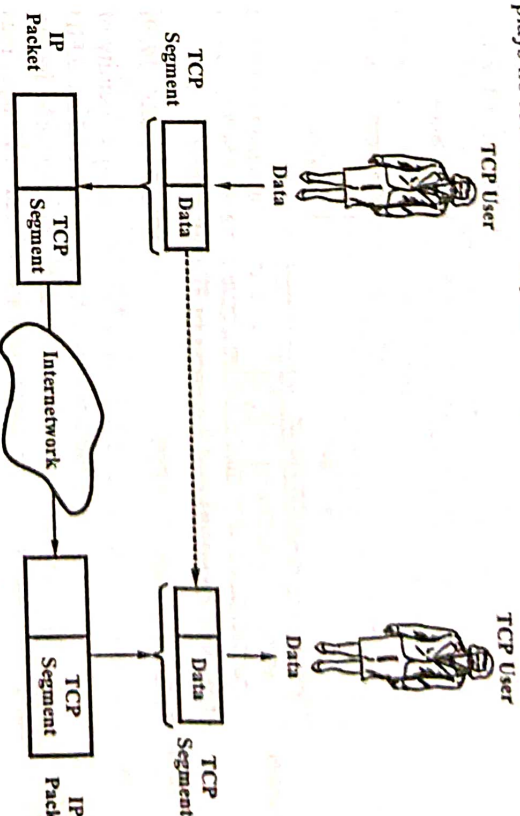 TCP User
TCP User
Data
Data
TCP
Segment
Data
Data
TCP
Segment
IP
Packet
TCP
Segment
Internetwork
TCP
Segment
IP